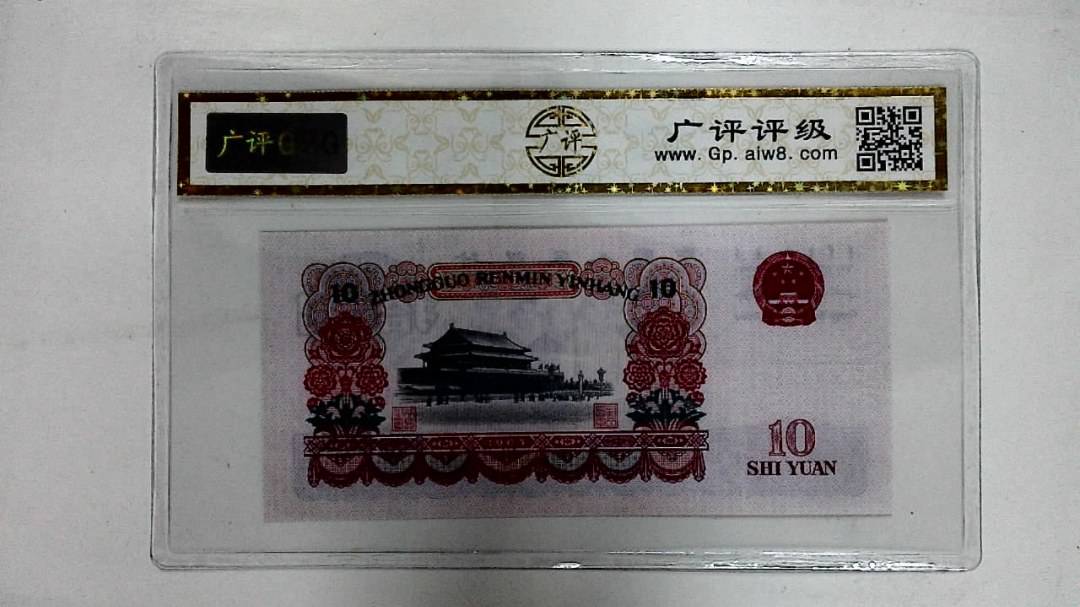 广评
广评
广评评级
www.Gp.aiw8.com
10 ZHONGGUO RENMIN YINHANG 10
10
SHI YUAN